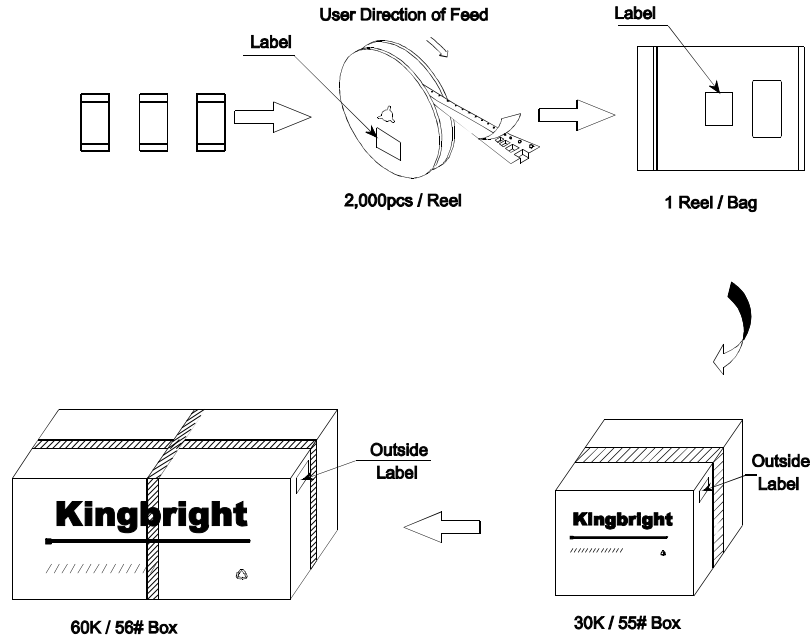 User Direction of Feed
Label
Label
2,000pcs / Reel
1 Reel / Bag
Outside
Label
Kingbright
30K / 55# Box
Outside
Label
Kingbright
60K / 56# Box